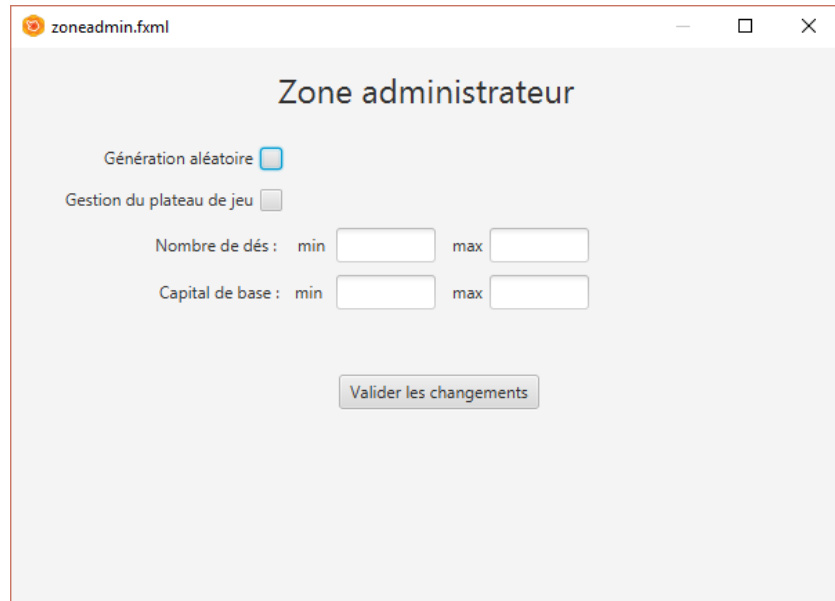 zoneadmin.fxml
Zone administrateur
Génération aléatoire
Gestion du plateau de jeu
Nombre de dés : min max
Capital de base : min max
Valider les changements